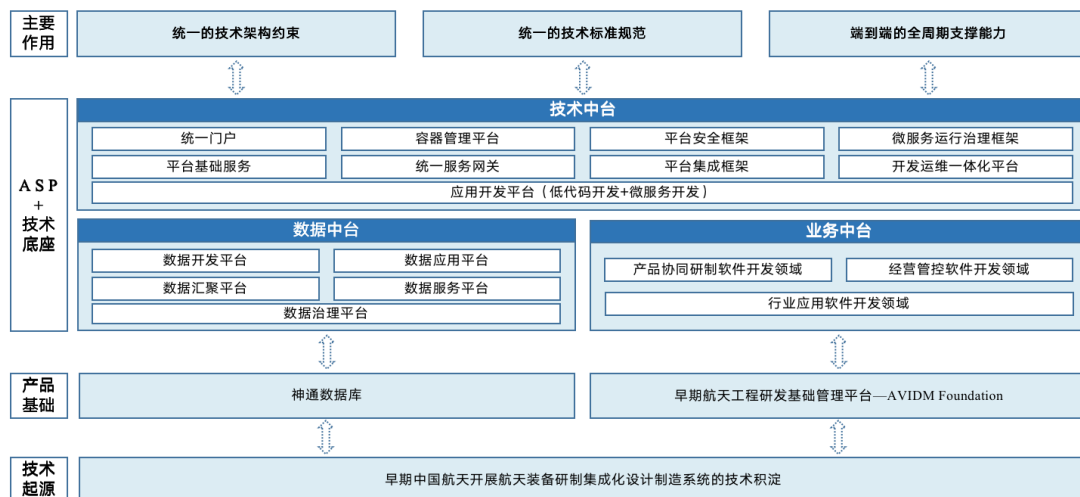 主要
作用
统一的技术架构约束
统一的技术标准规范
端到端的全周期支撑能力
ASP
+
技术
底座
技术中台
统一门户
容器管理平台
平台安全框架
微服务运行治理框架
平台基础服务
统一服务网关
平台集成框架
开发运维一体化平台
应用开发平台（低代码开发+微服务开发）
数据中台
数据开发平台
数据应用平台
数据汇聚平台
数据服务平台
数据治理平台
业务中台
产品协同研制软件开发领域
经营管控软件开发领域
行业应用软件开发领域
产品
基础
神通数据库
早期航天工程研发基础管理平台—AVIDM Foundation
技术
起源
早期中国航天开展航天装备研制集成化设计制造系统的技术积淀